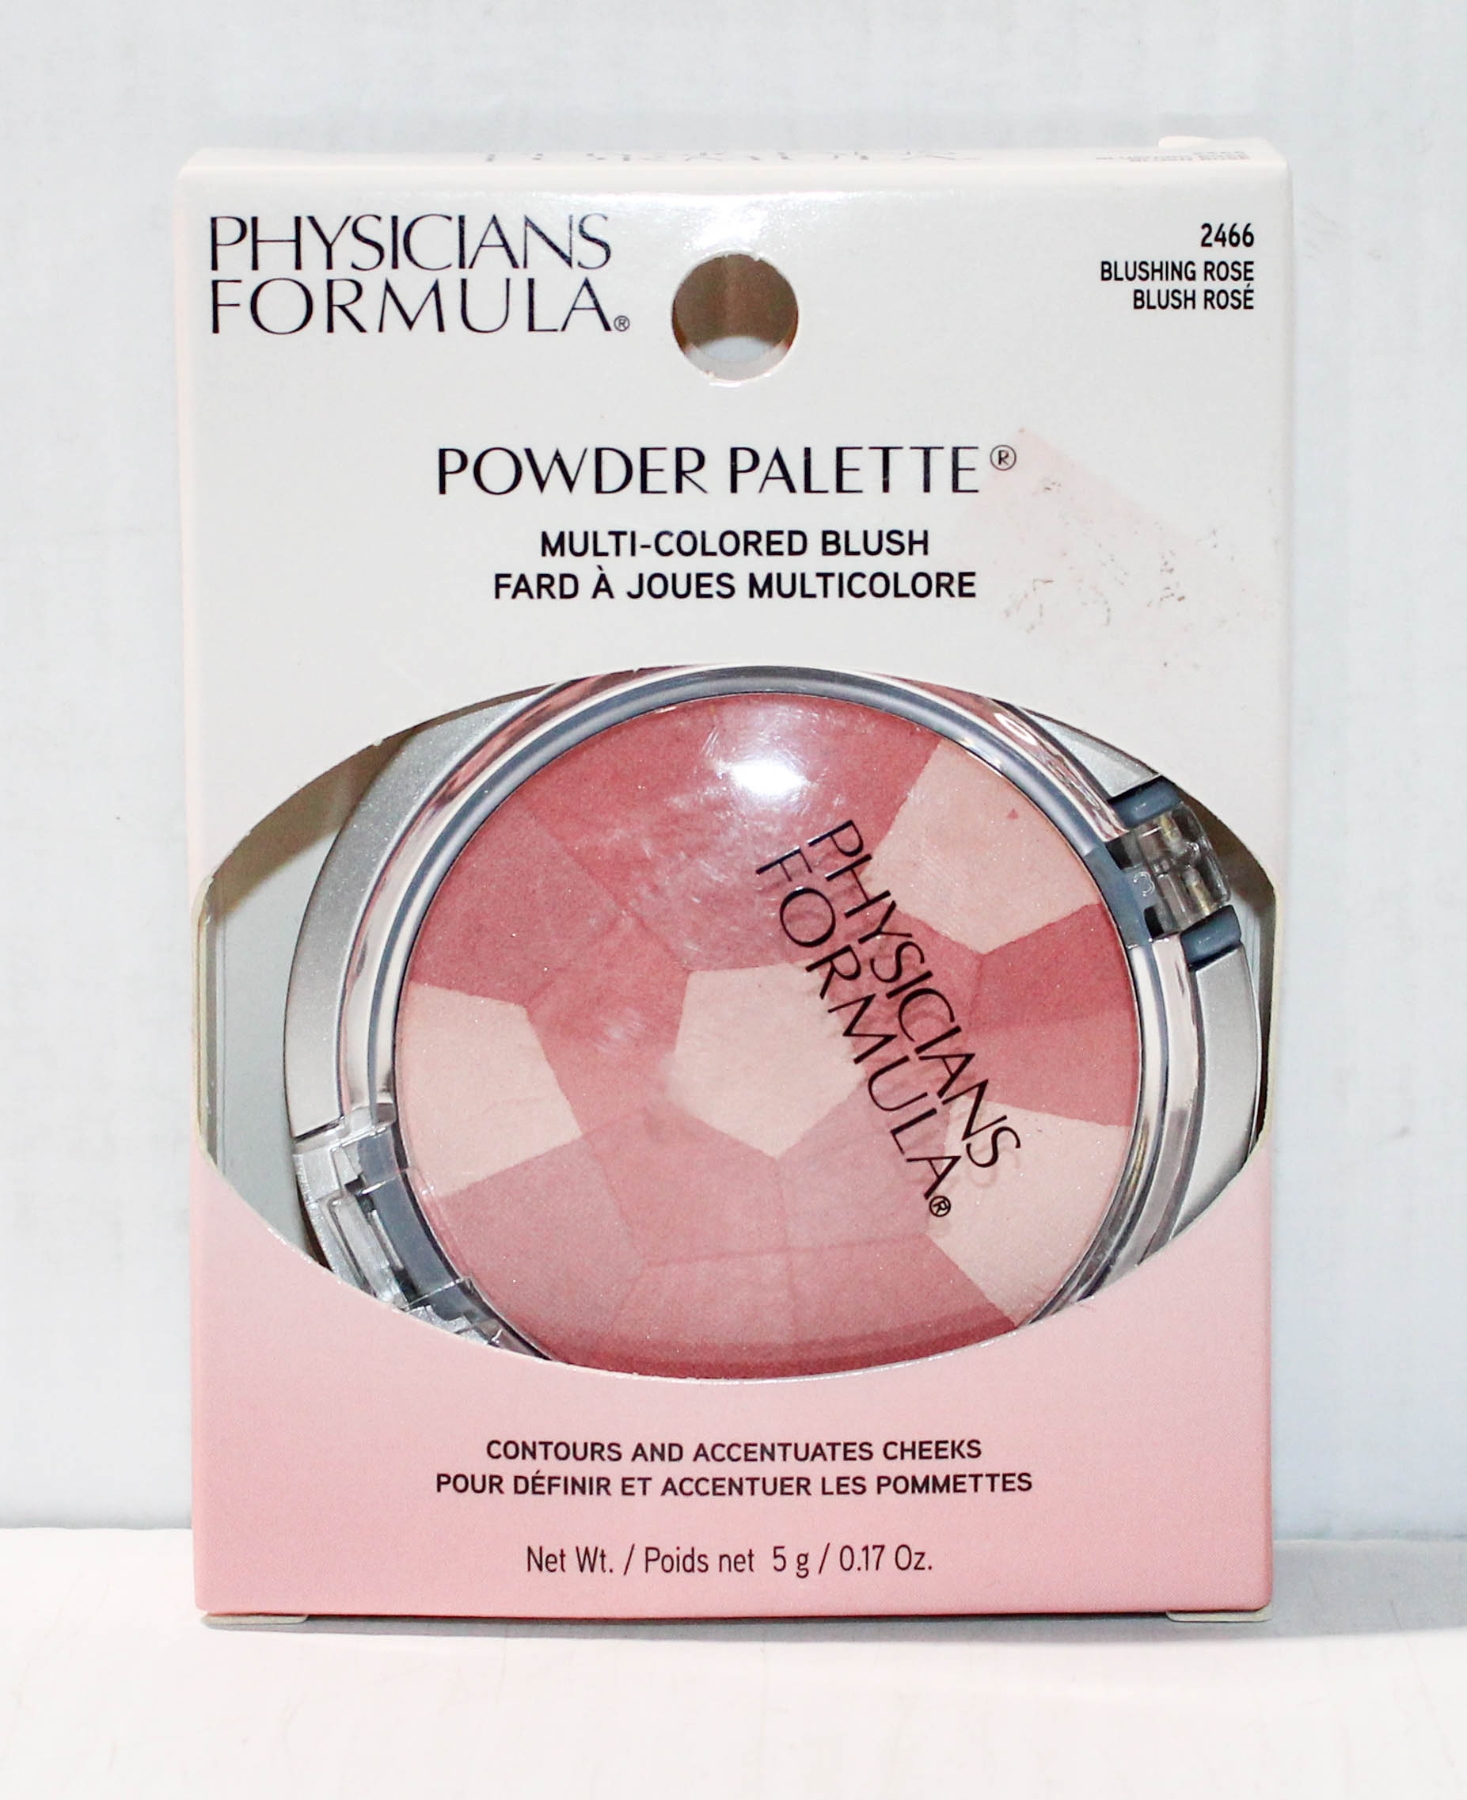 PHYSICIANS
FORMULA®
2466
BLUSHING ROSE
BLUSH ROSÉ
POWDER PALETTE®
MULTI-COLORED BLUSH
FARD À JOUES MULTICOLORE
PHYSICIANS
FORMULA®
CONTOURS AND ACCENTUATES CHEEKS
POUR DÉFINIR ET ACCENTUER LES POMMETTES
Net Wt. / Poids net 5 g / 0.17 Oz.